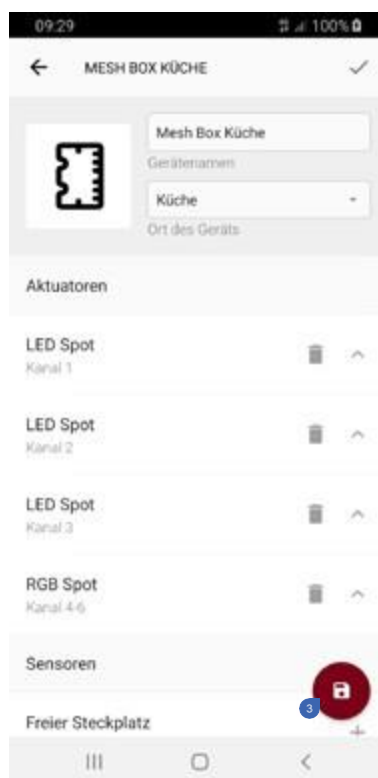 09:29 100%
MESH BOX KÜCHE
Mesh Box Küche
Gerätenamen
Küche
Ort des Geräts
Aktuatoren
LED Spot
Kanal 1
LED Spot
Kanal 2
LED Spot
Kanal 3
RGB Spot
Kanal 4-6
Sensoren
3
Freier Steckplatz